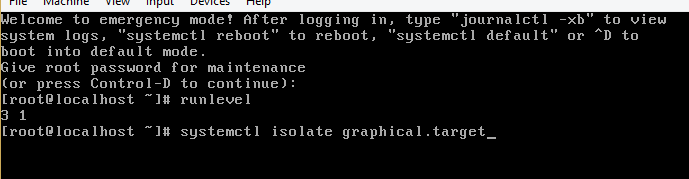 File Machine View Input Devices Help
Welcome to emergency mode! After logging in, type "journalctl -xb" to view
system logs, "systemctl reboot" to reboot, "systemctl default" or ^D to
boot into default mode.
Give root password for maintenance
(or press Control-D to continue):
[root@localhost ~]# runlevel
3 1
[root@localhost ~]# systemctl isolate graphical.target_